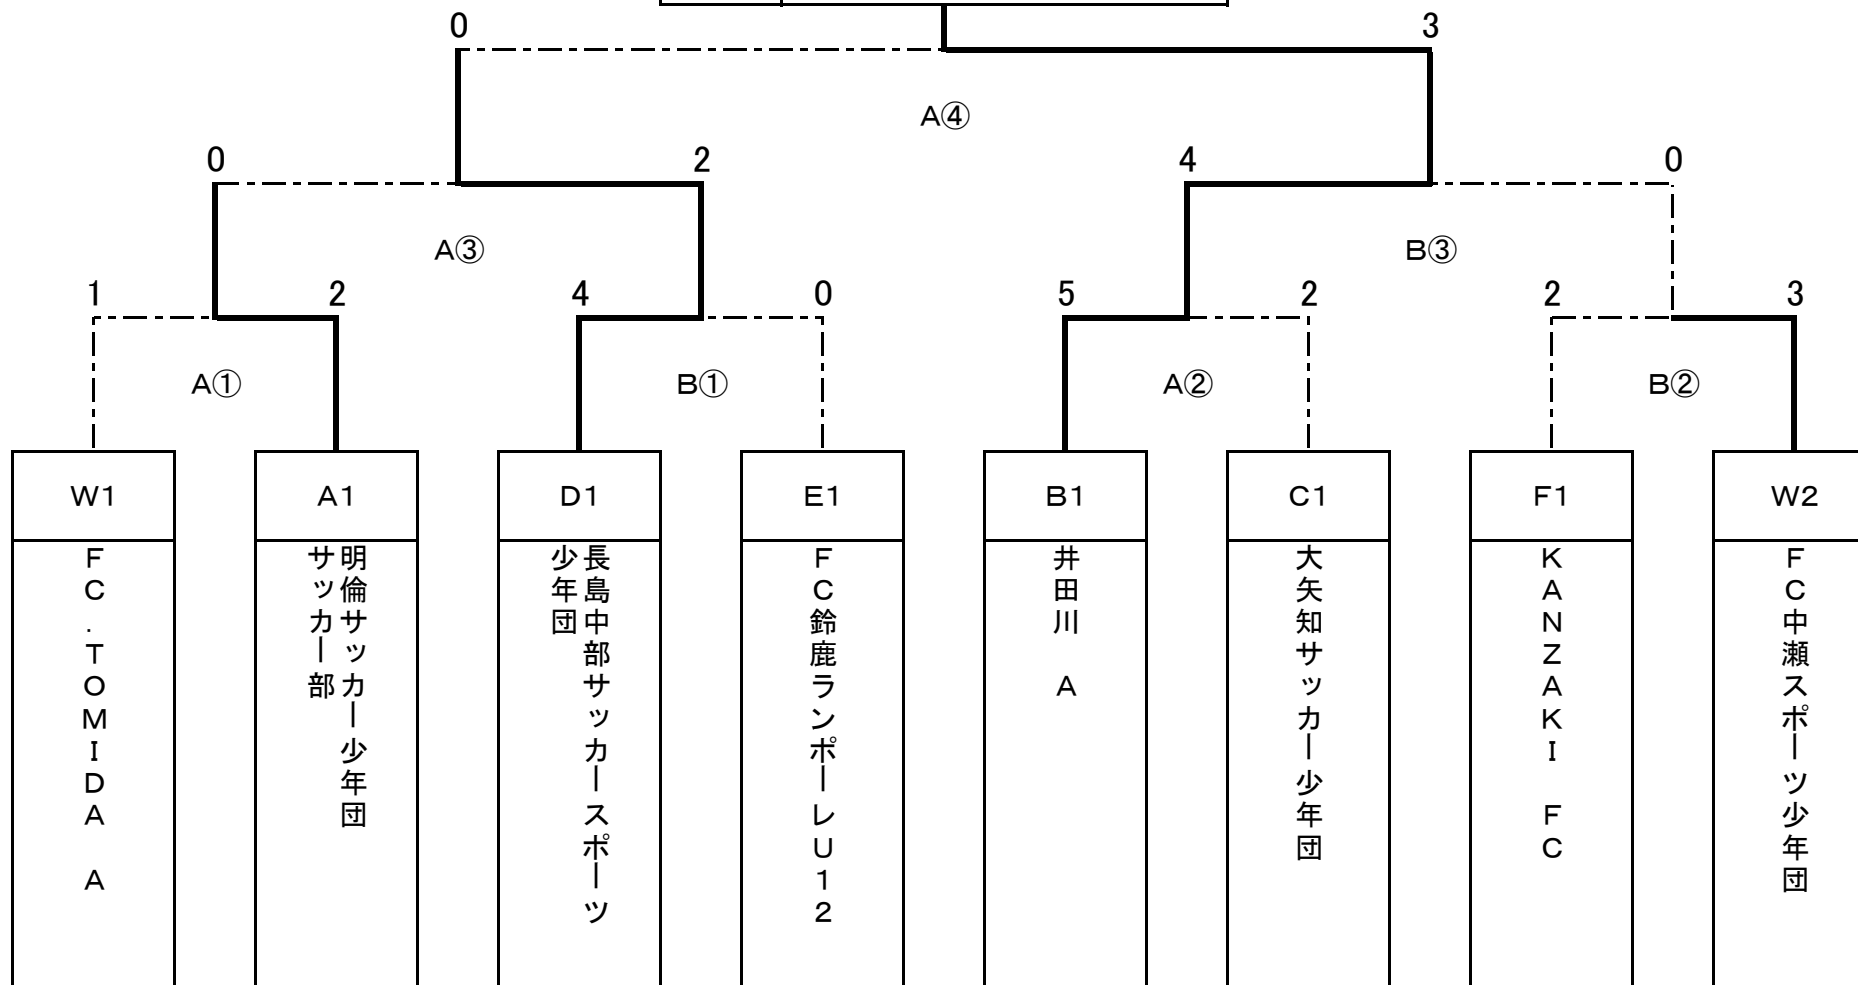 0 3
A④
0 2 4 0
A③ B③
1 2 4 0 5 2 2 3
A① B① A② B②
W1 A1 D1 E1 B1 C1 F1 W2
FC.TOMIDA A
明倫サッカー少年団
サッカー部
長島中部サッカースポーツ
少年団
FC鈴鹿ランポーレU12
井田川 A
大矢知サッカー少年団
KANZAKI FC
FC中瀬スポーツ少年団